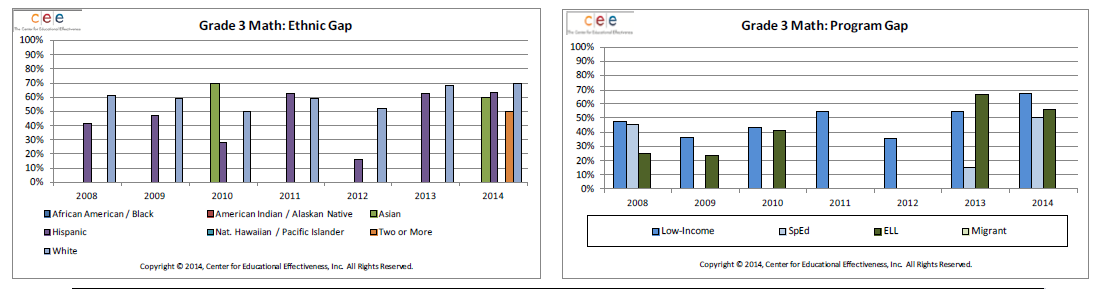 cee
The Center for Educational Effectiveness
Grade 3 Math: Ethnic Gap
100%
90%
80%
70%
60%
50%
40%
30%
20%
10%
0%
2008 2009 2010 2011 2012 2013 2014
African American / Black American Indian / Alaskan Native Asian
Hispanic Nat. Hawaiian / Pacific Islander Two or More
White
Copyright © 2014, Center for Educational Effectiveness, Inc. All Rights Reserved.
cee
The Center for Educational Effectiveness
Grade 3 Math: Program Gap
100%
90%
80%
70%
60%
50%
40%
30%
20%
10%
0%
2008 2009 2010 2011 2012 2013 2014
Low-Income SpEd ELL Migrant
Copyright © 2014, Center for Educational Effectiveness, Inc. All Rights Reserved.